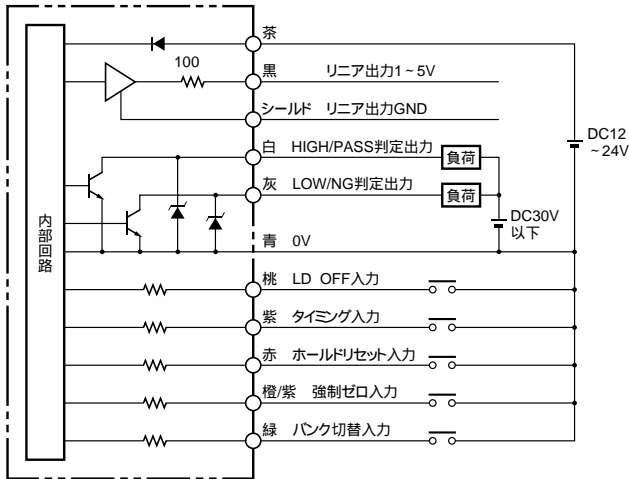 茶
100
黒 リニア出力1~5V
シールド リニア出力GND
白 HIGH/PASS判定出力
負荷
DC12
~24V
灰 LOW/NG判定出力
負荷
DC30V
以下
内部回路
青 0V
桃 LD OFF入力
紫 タイミング入力
赤 ホールドリセット入力
橙/紫 強制ゼロ入力
緑 バンク切替入力